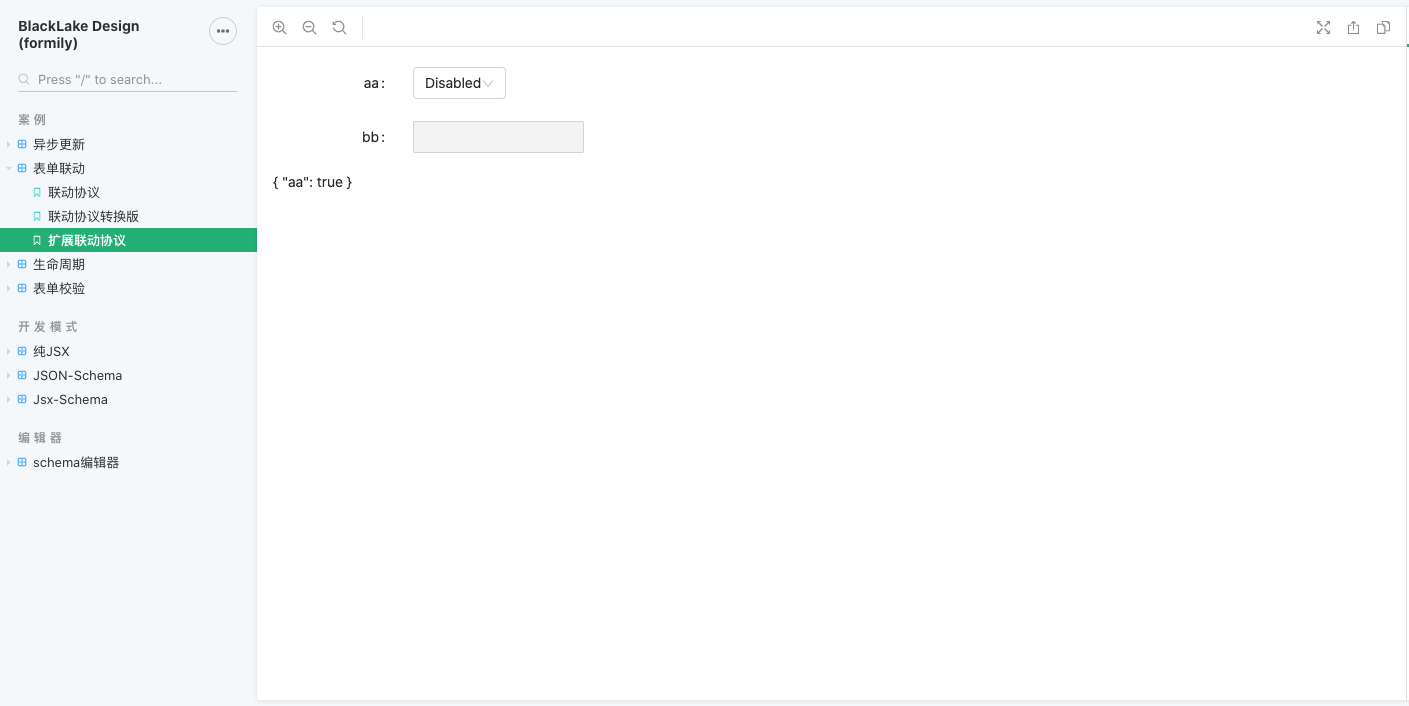 BlackLake Design
(formily)
Press "/" to search...
案例
异步更新
表单联动
联动协议
联动协议转换版
扩展联动协议
生命周期
表单校验
开发模式
纯JSX
JSON-Schema
Jsx-Schema
编辑器
schema编辑器
aa:
Disabled
bb:
{ "aa": true }